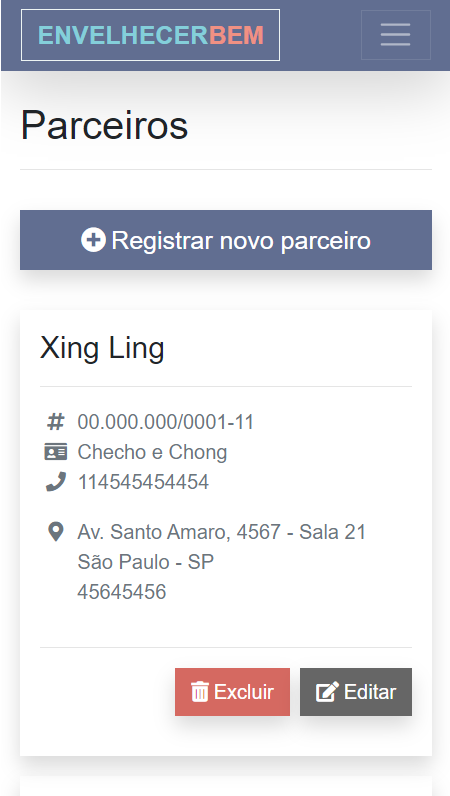 ENVELHECERBEM
Parceiros
Registrar novo parceiro
Xing Ling
00.000.000/0001-11
Checho e Chong
114545454454
Av. Santo Amaro, 4567 - Sala 21
São Paulo - SP
45645456
Excluir Editar